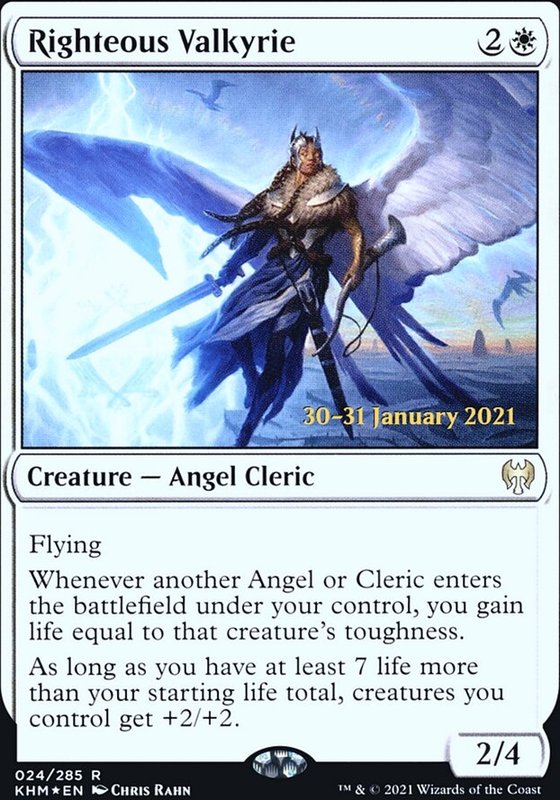 Righteous Valkyrie 2
30-31 January 2021
Creature — Angel Cleric
Flying
Whenever another Angel or Cleric enters
the battlefield under your control, you gain
life equal to that creature's toughness.
As long as you have at least 7 life more
than your starting life total, creatures you
control get +2/+2.
2/4
024/285 R
KHM★EN Chris Rahn
™ & © 2021 Wizards of the Coast